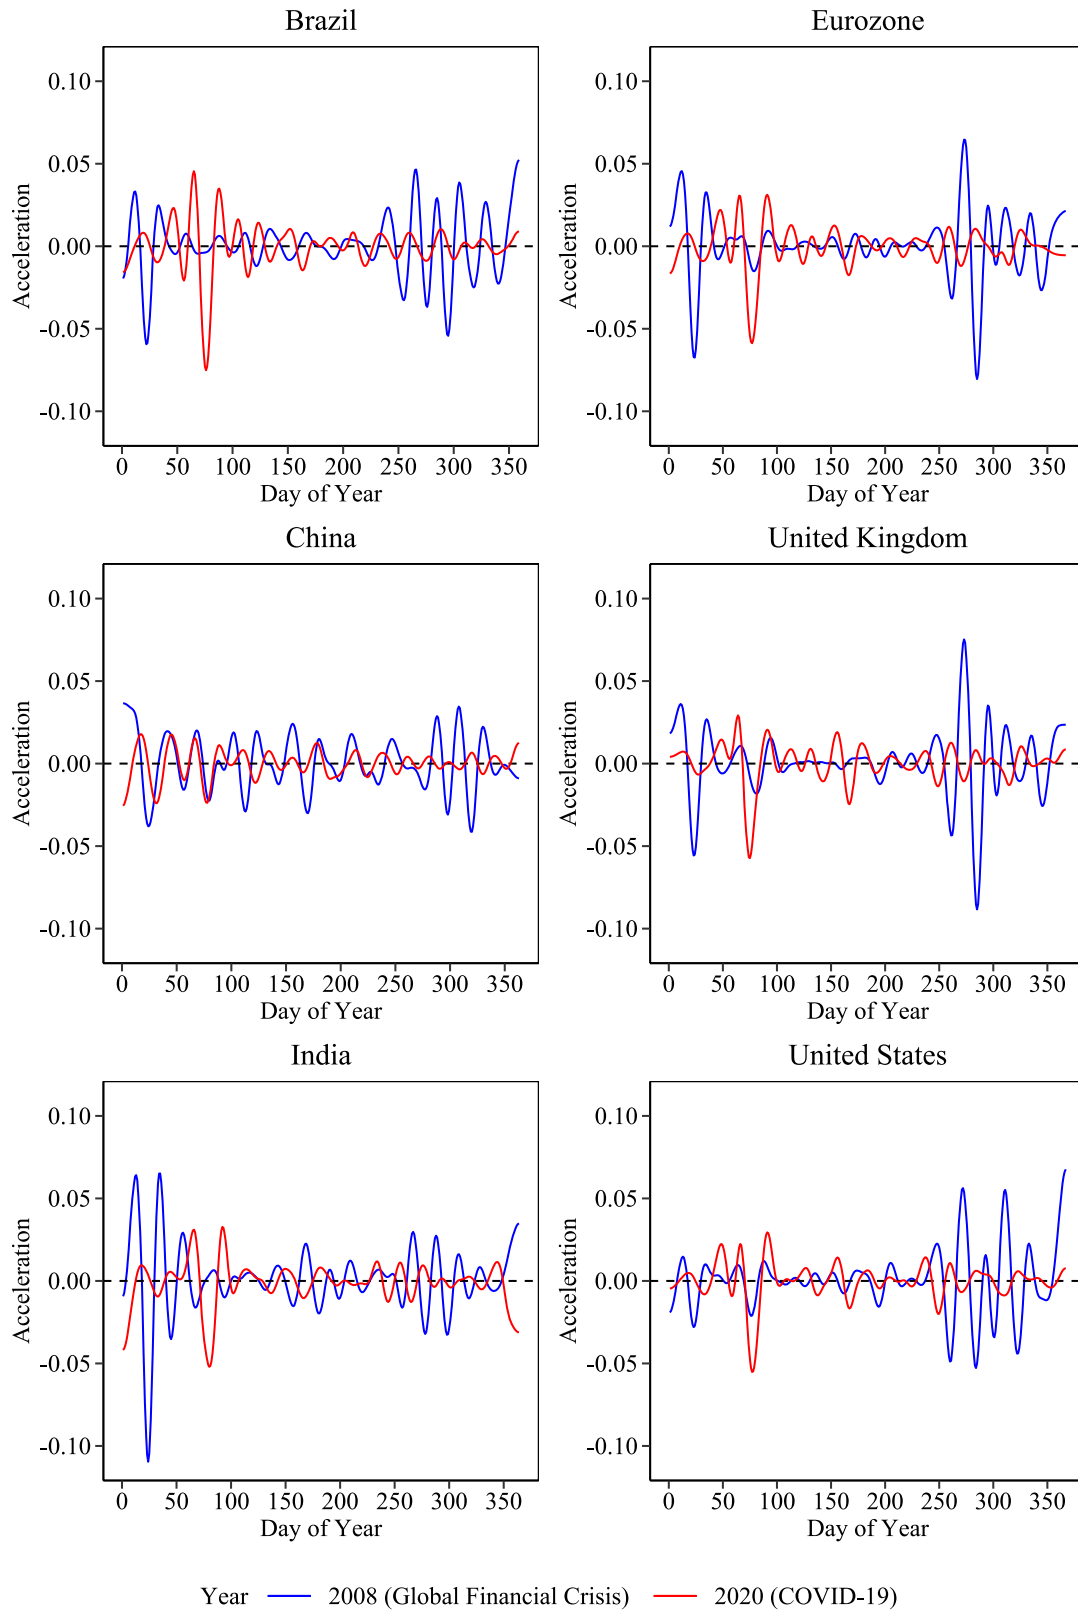 Brazil
0.10
0.05
0.00
-0.05
-0.10
Acceleration
0 50 100 150 200 250 300 350
Day of Year
Eurozone
0.10
0.05
0.00
-0.05
-0.10
Acceleration
0 50 100 150 200 250 300 350
Day of Year
China
0.10
0.05
0.00
-0.05
-0.10
Acceleration
0 50 100 150 200 250 300 350
Day of Year
United Kingdom
0.10
0.05
0.00
-0.05
-0.10
Acceleration
0 50 100 150 200 250 300 350
Day of Year
India
0.10
0.05
0.00
-0.05
-0.10
Acceleration
0 50 100 150 200 250 300 350
Day of Year
United States
0.10
0.05
0.00
-0.05
-0.10
Acceleration
0 50 100 150 200 250 300 350
Day of Year
Year 2008 (Global Financial Crisis) 2020 (COVID-19)